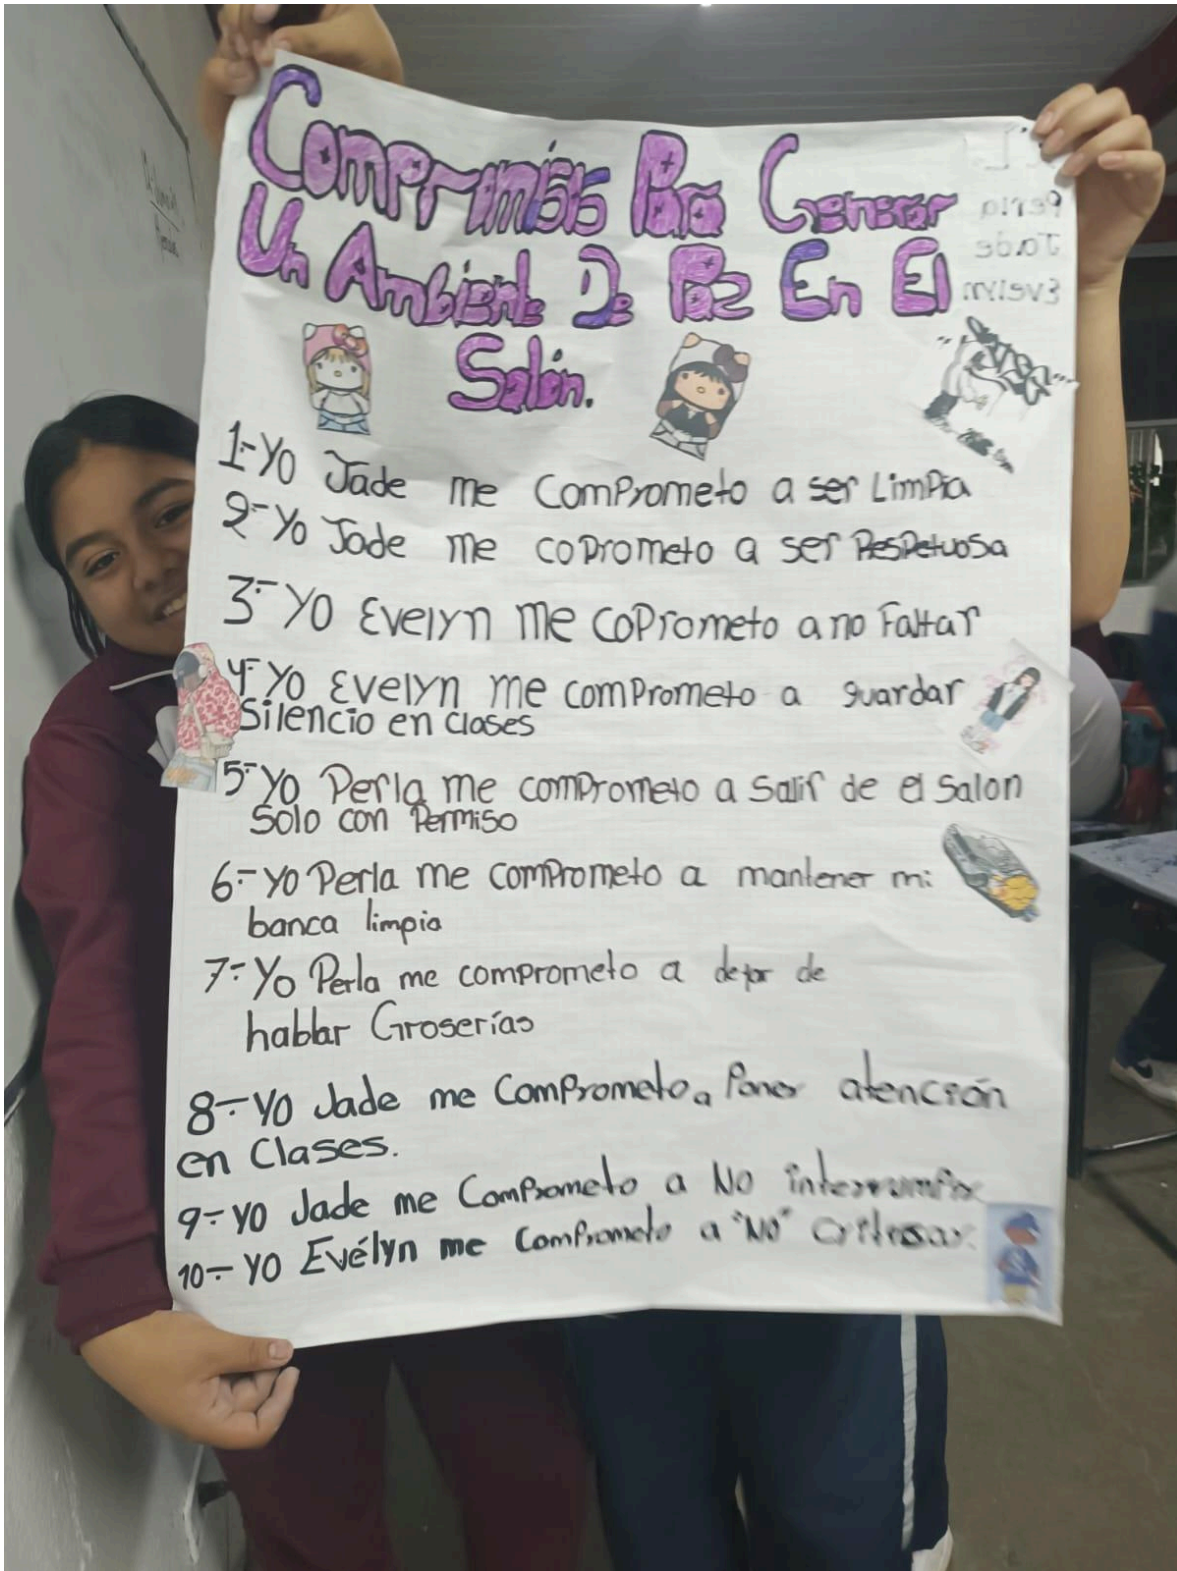 Compromisos Para Generar
Un Ambiente De Paz En El
Salón.
Perla
Jade
Evelyn
1.- Yo Jade me comprometo a ser Limpia
2.- Yo Jade me coprometo a ser Respetuosa
3.- Yo Evelyn me coprometo a no Faltar
4.- Yo Evelyn me comprometo a guardar
Silencio en clases
5.- Yo Perla me comprometo a Salir de el Salon
Solo con Permiso
6.- Yo Perla me comprometo a mantener mi
banca limpia
7.- Yo Perla me comprometo a dejar de
hablar Groserías
8.- Yo Jade me Comprometo a Poner atención
en Clases.
9.- Yo Jade me Comprometo a No interrumpir
10.- Yo Evélyn me Comprometo a "No" Criticar.